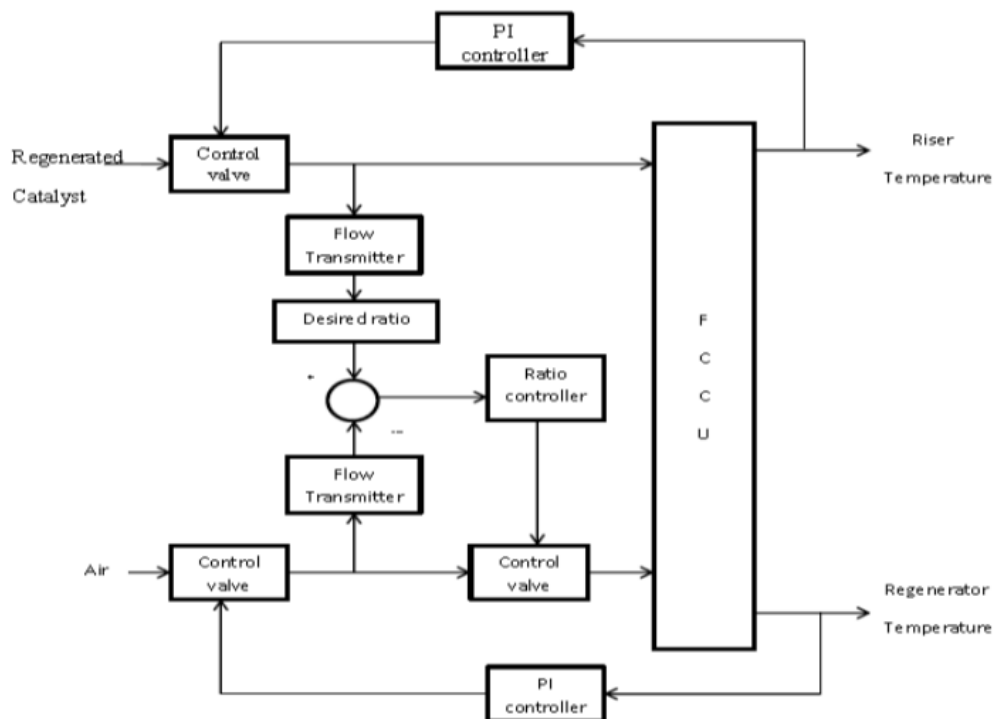 PI
controller
Regenerated
Catalyst
Control
valve
Riser
Temperature
Flow
Transmitter
Desired ratio
F
C
C
U
Ratio
controller
Flow
Transmitter
Air
Control
valve
Control
valve
Regenerator
Temperature
PI
controller